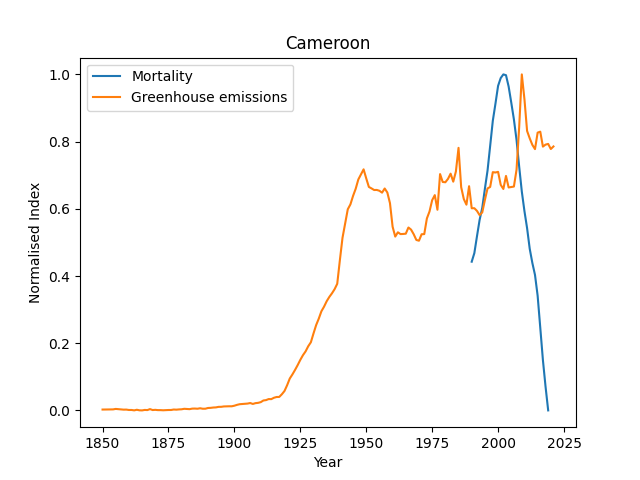 Cameroon
Mortality
Greenhouse emissions
1.0
0.8
0.6
0.4
0.2
0.0
Normalised Index
1850 1875 1900 1925 1950 1975 2000 2025
Year